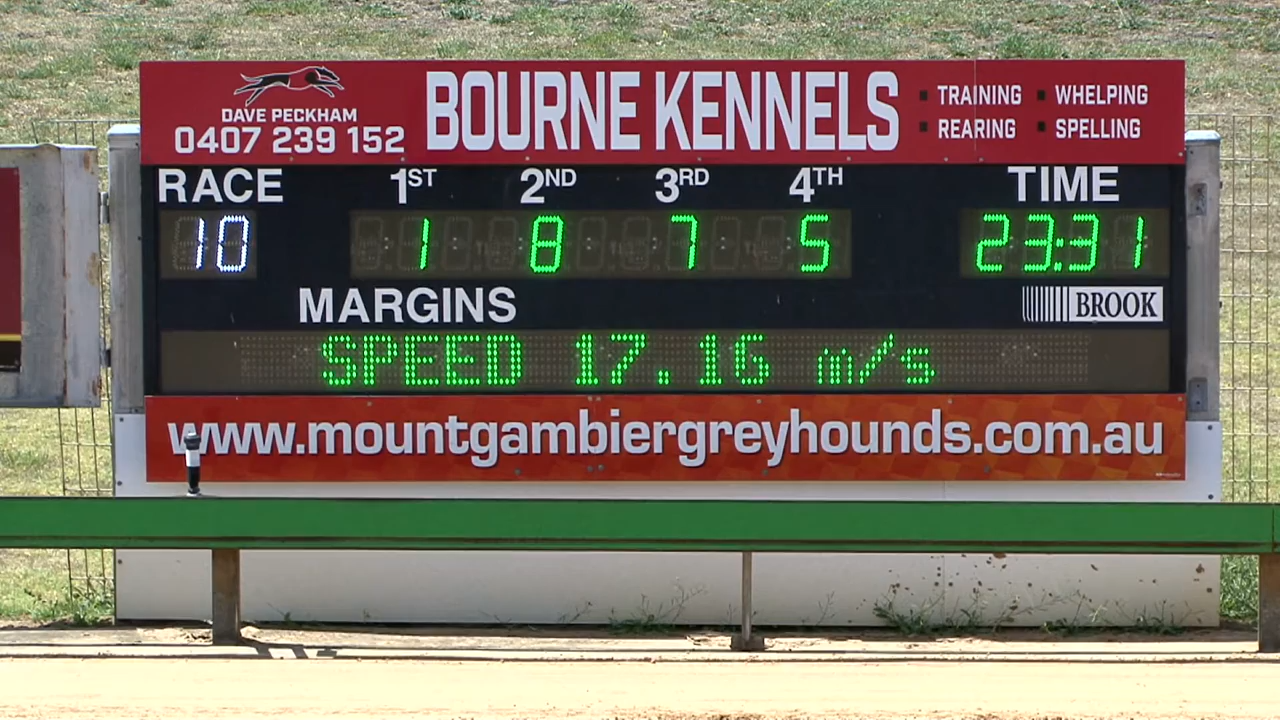 DAVE PECKHAM
0407 239 152
BOURNE KENNELS
TRAINING WHELPING
REARING SPELLING
RACE 1ST 2ND 3RD 4TH TIME
10 1 8 7 5 23:31
MARGINS
BROOK
SPEED 17.16 m/s
www.mountgambiergreyhounds.com.au